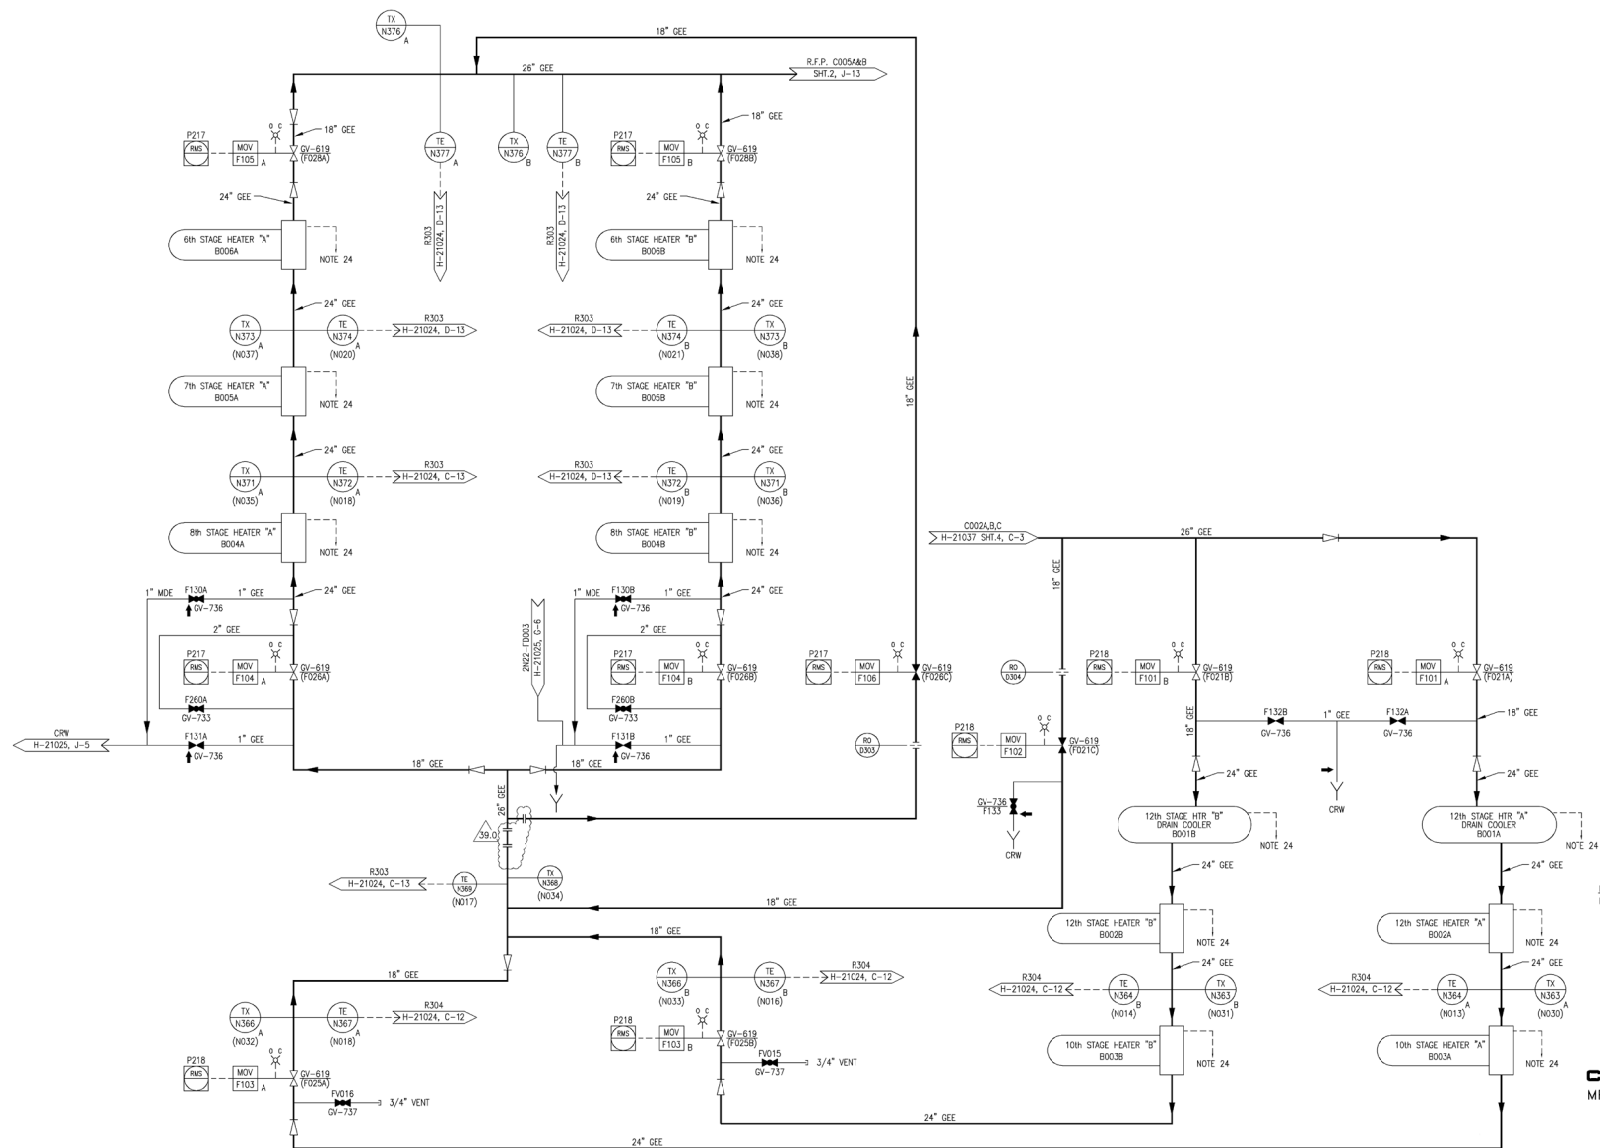 TX
N376
A
18" GEE
26" GEE
R.F.P. C005A&B
SHT.2, J-13
18" GEE
18" GEE
P217
RMS
MOV
F105
A
O C
GV-619
(F028A)
TE
N377
A
TX
N376
B
TE
N377
B
P217
RMS
MOV
F105
B
O C
GV-619
(F028B)
24" GEE
24" GEE
R303
H-21024, D-13
R303
H-21024, D-13
6th STAGE HEATER "A"
B006A
NOTE 24
6th STAGE HEATER "B"
B006B
NOTE 24
24" GEE
24" GEE
TX
N373
A
(N037)
TE
N374
A
(N020)
R303
H-21024, D-13
R303
H-21024, D-13
TE
N374
B
(N021)
TX
N373
B
(N038)
7th STAGE HEATER "A"
B005A
NOTE 24
7th STAGE HEATER "B"
B005B
NOTE 24
18" GEE
24" GEE
24" GEE
TX
N371
A
(N035)
TE
N372
A
(N018)
R303
H-21024, C-13
R303
H-21024, D-13
TE
N372
B
(N019)
TX
N371
B
(N036)
8th STAGE HEATER "A"
B004A
NOTE 24
8th STAGE HEATER "B"
B004B
NOTE 24
C002A,B,C
H-21037 SHT.4, C-3
26" GEE
18" GEE
1" MDE
F130A
GV-736
1" GEE
24" GEE
1" MDE
F130B
GV-736
1" GEE
24" GEE
2" GEE
2" GEE
2N22-FD003
H-21025, G-6
P217
RMS
MOV
F104
A
O C
GV-619
(F026A)
P217
RMS
MOV
F104
B
O C
GV-619
(F026B)
P217
RMS
MOV
F106
O C
GV-619
(F026C)
RO
D304
P218
RMS
MOV
F101
B
O C
GV-619
(F021B)
P218
RMS
MOV
F101
A
O C
GV-619
(F021A)
F260A
GV-733
F260B
GV-733
18" GEE
F132B
GV-736
1" GEE
F132A
GV-736
18" GEE
CRW
H-21025, J-5
F131A
GV-736
1" GEE
F131B
GV-736
1" GEE
RO
D303
P218
RMS
MOV
F102
O C
GV-619
(F021C)
18" GEE
18" GEE
26" GEE
24" GEE
24" GEE
GV-736
F133
CRW
CRW
39.0
12th STAGE HTR "B"
DRAIN COOLER
B001B
NOTE 24
12th STAGE HTR "A"
DRAIN COOLER
B001A
NOTE 24
24" GEE
24" GEE
R303
H-21024, C-13
TE
N369
(N017)
TX
N368
(N034)
18" GEE
12th STAGE HEATER "B"
B002B
NOTE 24
12th STAGE HEATER "A"
B002A
NOTE 24
18" GEE
24" GEE
24" GEE
18" GEE
TX
N366
B
(N033)
TE
N367
B
(N016)
R304
H-21024, C-12
R304
H-21024, C-12
TE
N364
B
(N014)
TX
N363
B
(N031)
R304
H-21024, C-12
TE
N364
A
(N013)
TX
N363
A
(N030)
TX
N366
A
(N032)
TE
N367
A
(N018)
R304
H-21024, C-12
P218
RMS
MOV
F103
B
O C
GV-619
(F025B)
10th STAGE HEATER "B"
B003B
NOTE 24
10th STAGE HEATER "A"
B003A
NOTE 24
FV015
GV-737
3/4" VENT
P218
RMS
MOV
F103
A
O C
GV-619
(F025A)
FV016
GV-737
3/4" VENT
24" GEE
24" GEE